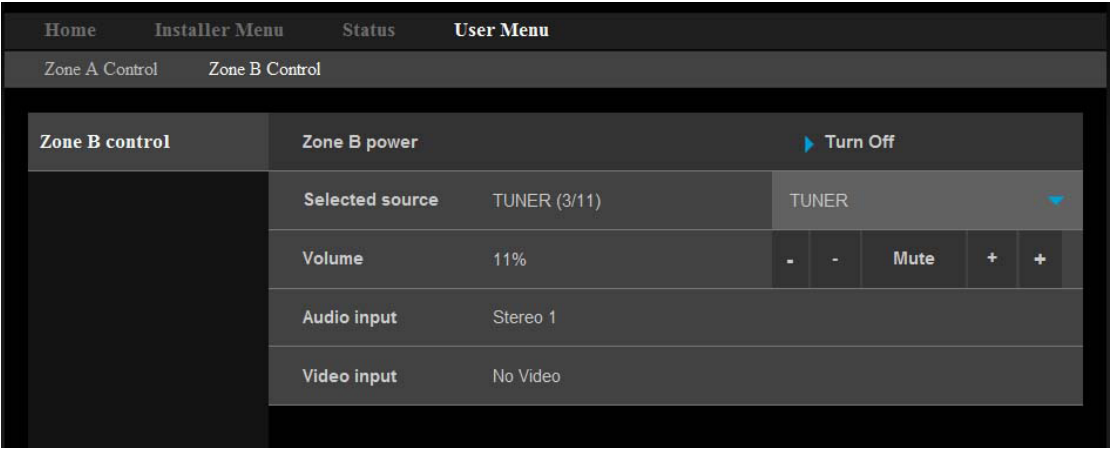 Home Installer Menu Status User Menu
Zone A Control Zone B Control
Zone B control Zone B power Turn Off
Selected source TUNER (3/11) TUNER
Volume 11% - - Mute + +
Audio input Stereo 1
Video input No Video